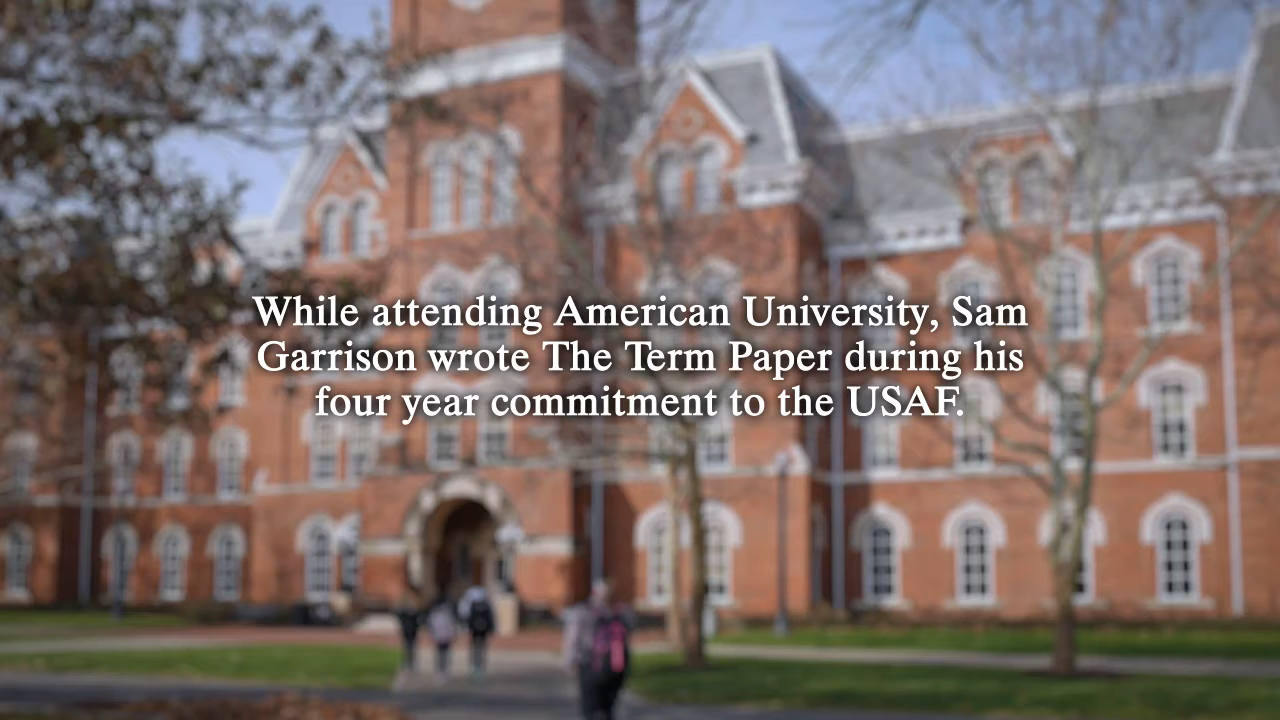 While attending American University, Sam
Garrison wrote The Term Paper during his
four year commitment to the USAF.